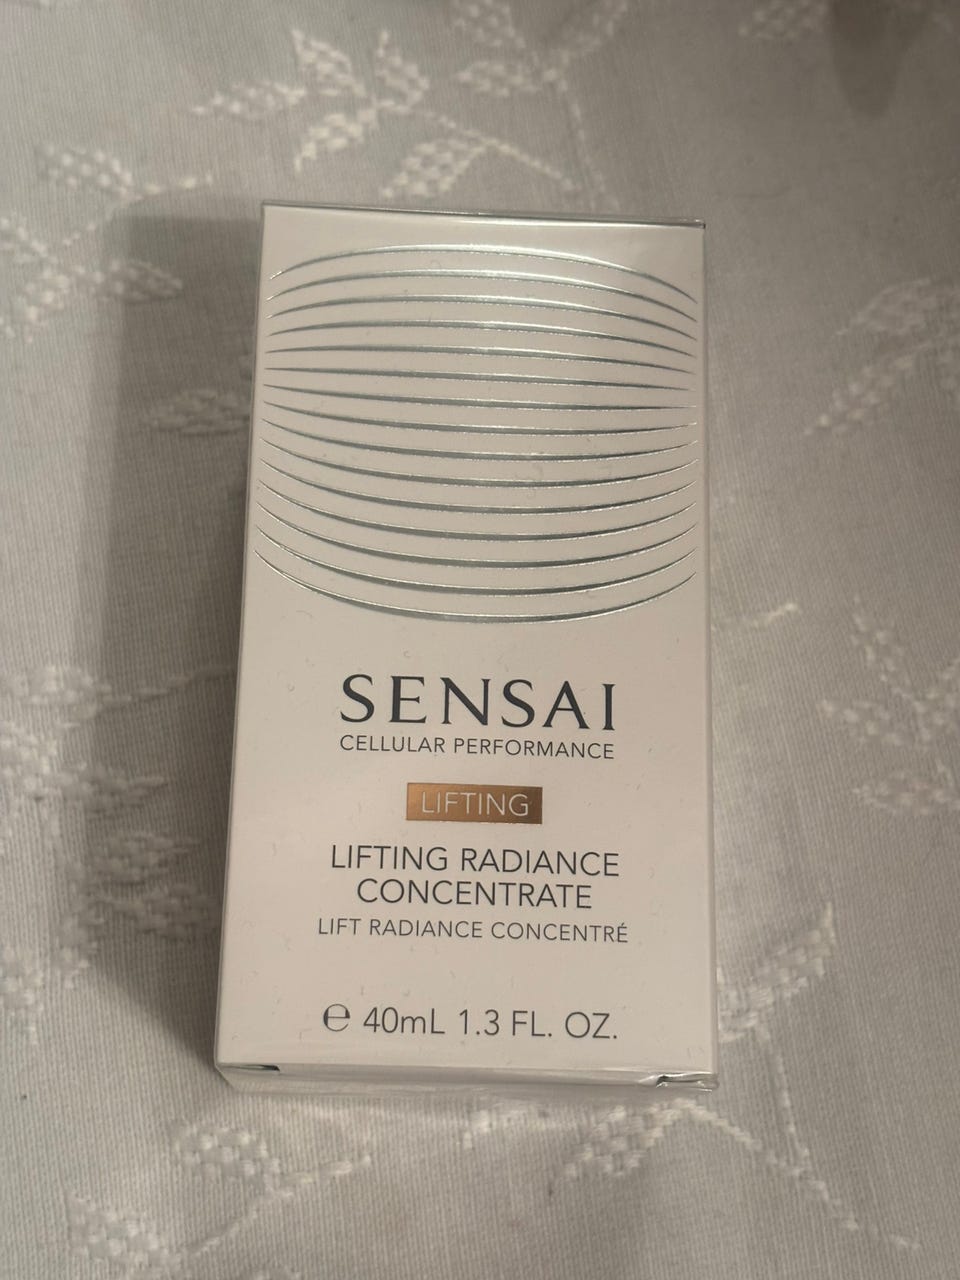 SENSAI
CELLULAR PERFORMANCE
LIFTING
LIFTING RADIANCE
CONCENTRATE
LIFT RADIANCE CONCENTRÉ
℮ 40mL 1.3 FL. OZ.